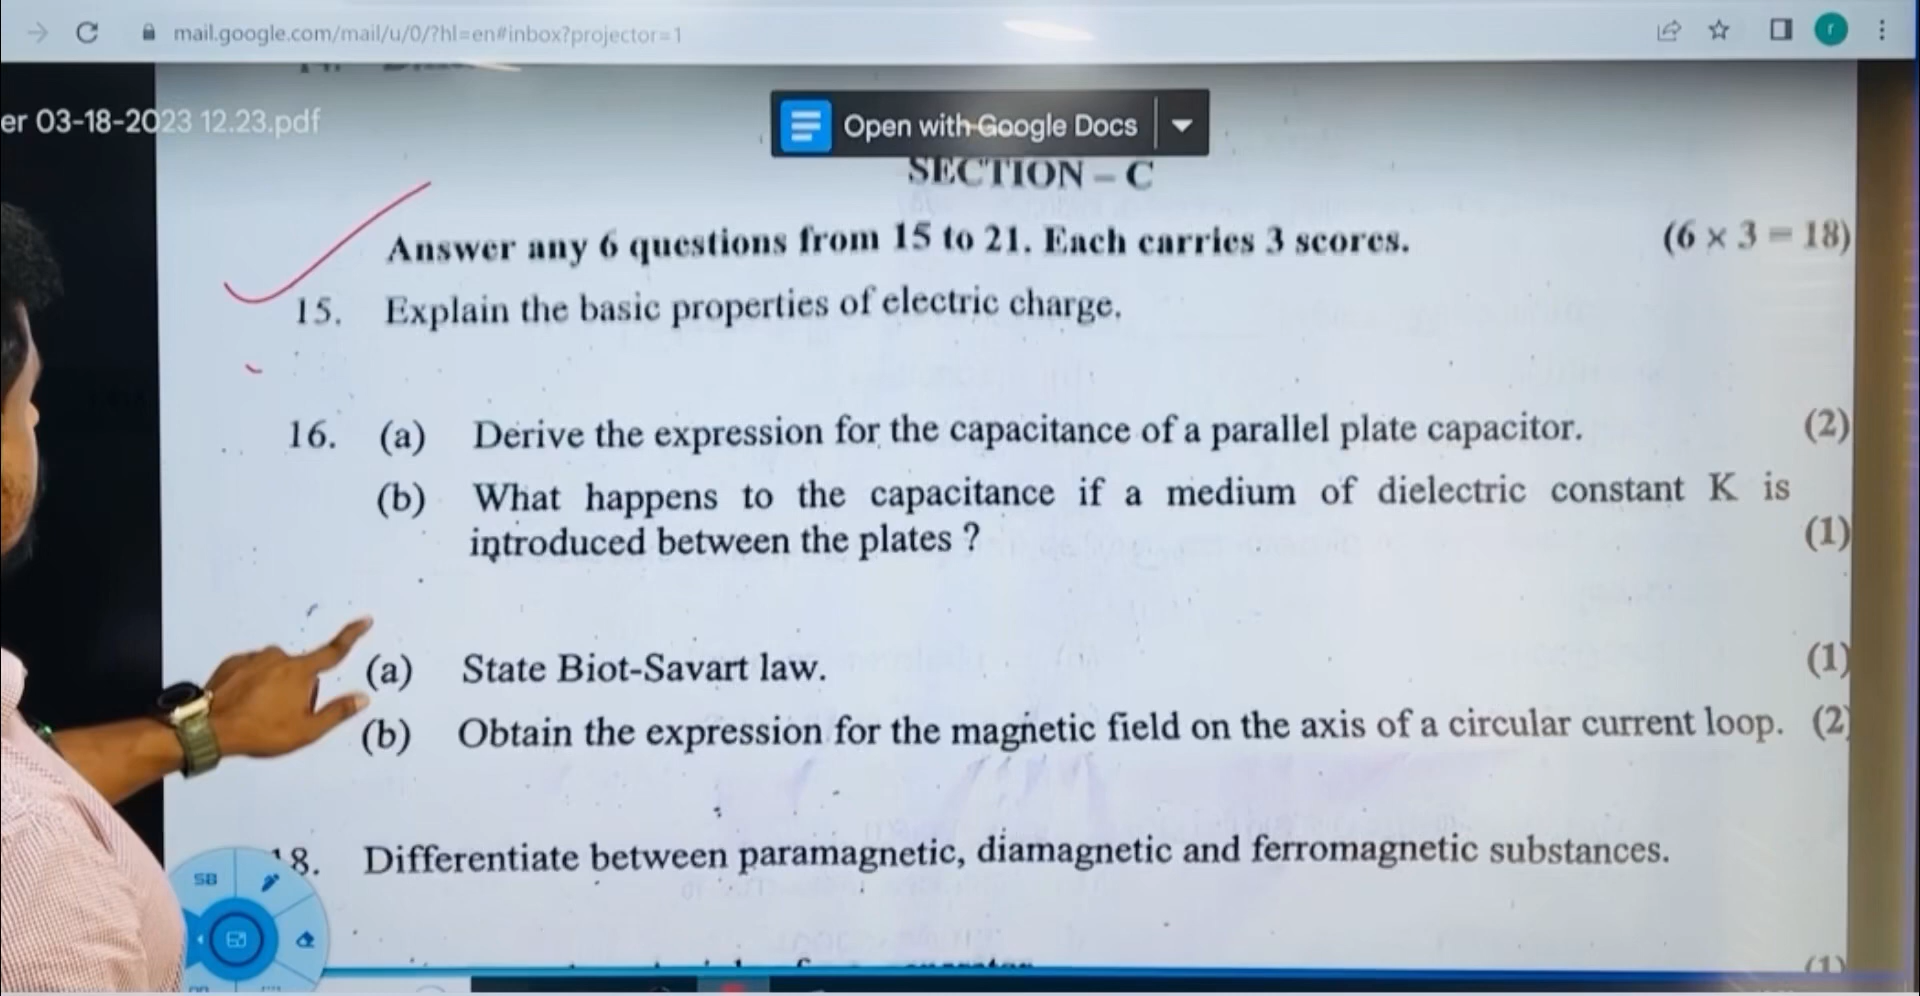 mail.google.com/mail/u/0/?hl=en#inbox?projector=1
r
er 03-18-2023 12.23.pdf
Open with Google Docs
SECTION – C
Answer any 6 questions from 15 to 21. Each carries 3 scores. (6 × 3 = 18)
15. Explain the basic properties of electric charge.
16. (a) Derive the expression for the capacitance of a parallel plate capacitor. (2)
(b) What happens to the capacitance if a medium of dielectric constant K is
introduced between the plates ? (1)
(a) State Biot-Savart law. (1)
(b) Obtain the expression for the magnetic field on the axis of a circular current loop. (2)
18. Differentiate between paramagnetic, diamagnetic and ferromagnetic substances.
SB
(1)